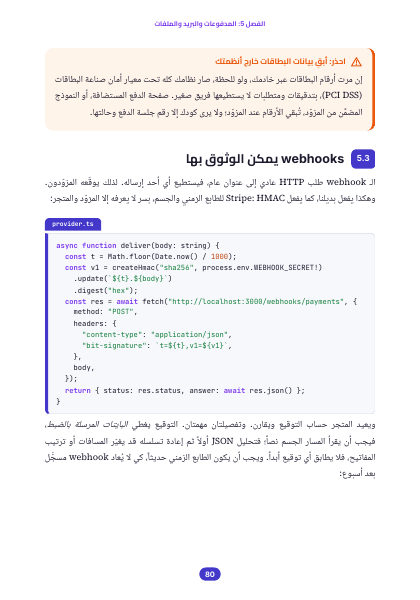 الفصل 5: المدفوعات والبريد والملفات
احذر: أبقِ بيانات البطاقات خارج أنظمتك
إن مرت أرقام البطاقات عبر خادمك، ولو للحظة، صار نظامك كله تحت معيار أمان صناعة البطاقات
(PCI DSS)، بتدقيقات ومتطلبات لا يستطيعها فريق صغير. صفحة الدفع المستضافة، أو النموذج
المضمَّن من المزوّد، تُبقي الأرقام عند المزوّد؛ ولا يرى كودك إلا رقم جلسة الدفع وحالتها.
5.3 webhooks يمكن الوثوق بها
الـ webhook طلب HTTP عادي إلى عنوان عام، فيستطيع أي أحد إرساله. لذلك يوقّعه المزودون.
وهكذا يفعل بديلنا، كما يفعل Stripe: HMAC للطابع الزمني والجسم، بسر لا يعرفه إلا المزوّد والمتجر:
provider.ts
async function deliver(body: string) {
  const t = Math.floor(Date.now() / 1000);
  const v1 = createHmac("sha256", process.env.WEBHOOK_SECRET!)
    .update(`${t}.${body}`)
    .digest("hex");
  const res = await fetch("http://localhost:3000/webhooks/payments", {
    method: "POST",
    headers: {
      "content-type": "application/json",
      "bit-signature": `t=${t},v1=${v1}`,
    },
    body,
  });
  return { status: res.status, answer: await res.json() };
}
ويعيد المتجر حساب التوقيع ويقارن. وتفصيلتان مهمتان. التوقيع يغطي البايتات المرسلة بالضبط،
فيجب أن يقرأ المسار الجسم نصاً؛ فتحليل JSON أولاً ثم إعادة تسلسله قد يغيّر المسافات أو ترتيب
المفاتيح، فلا يطابق أي توقيع أبداً. ويجب أن يكون الطابع الزمني حديثاً، كي لا يُعاد webhook مسجَّل
بعد أسبوع:
80